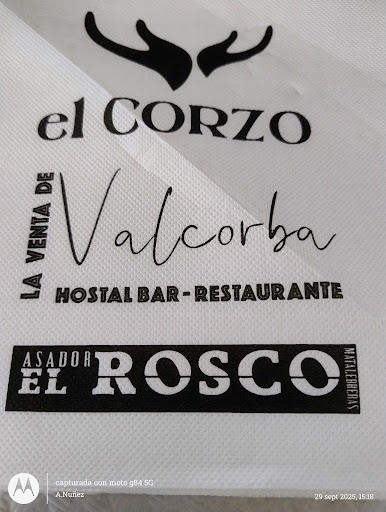 el CORZO
LA VENTA DE
Valcorba
HOSTAL BAR - RESTAURANTE
ASADOR
EL ROSCO
MATALEBRERAS
capturada con moto g84 5G
A.Nuñez
29 sept 2025, 15:18